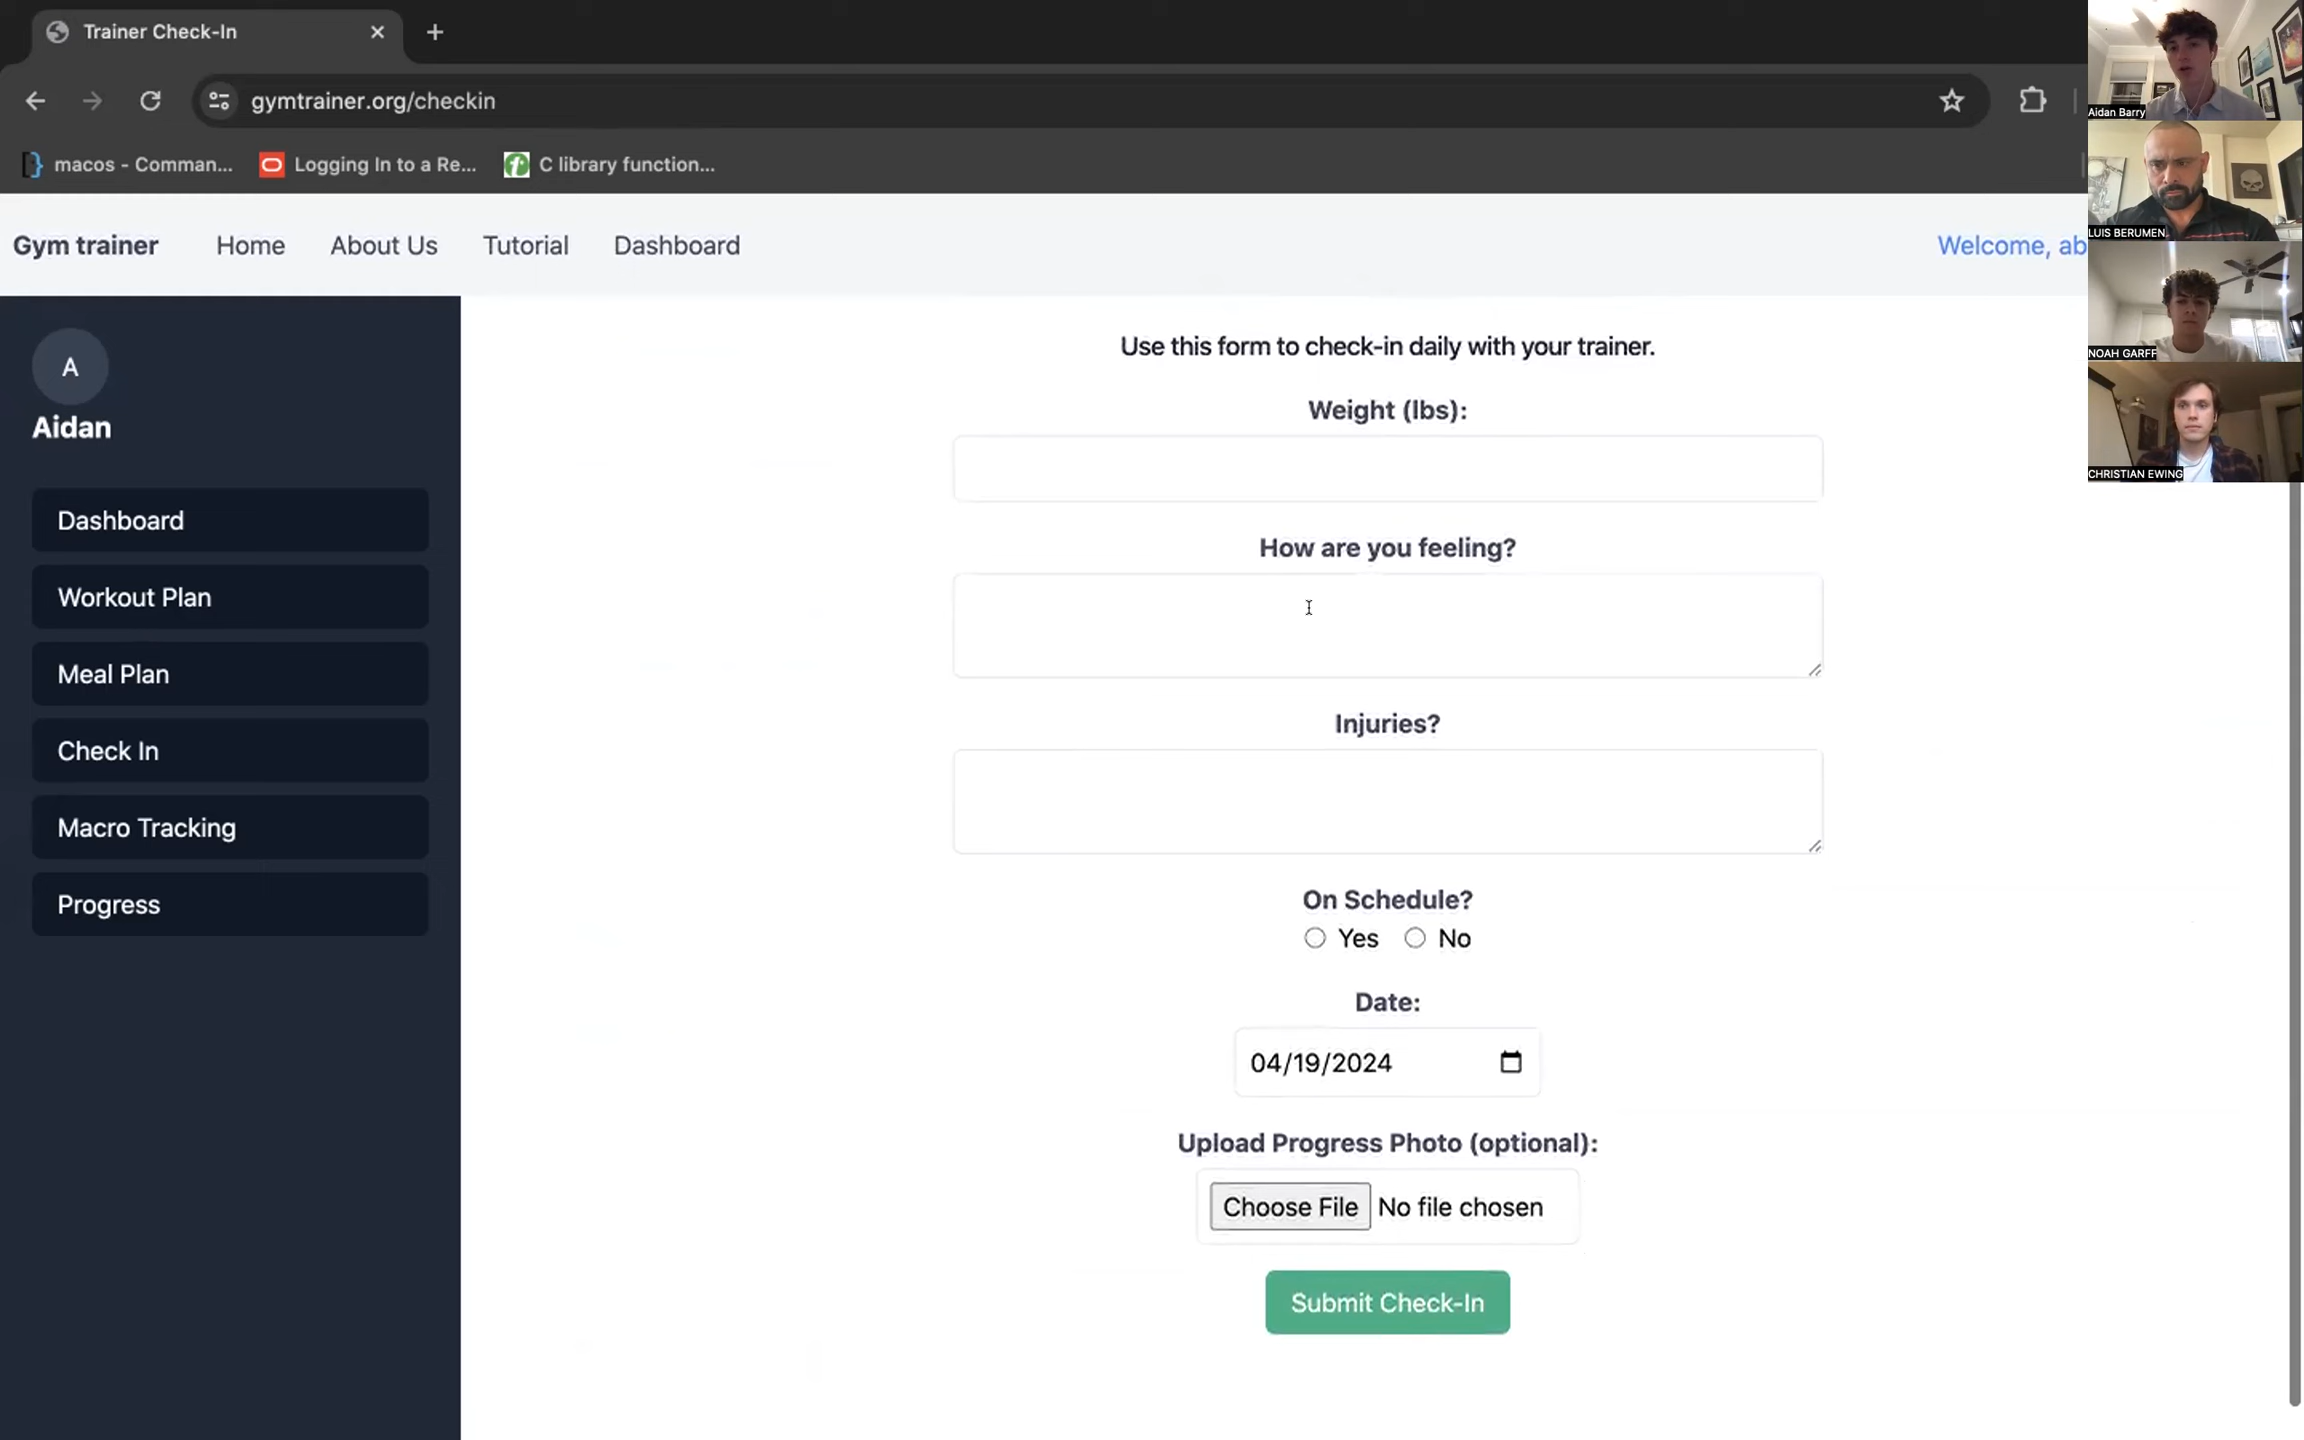 Trainer Check-In
gymtrainer.org/checkin
macos - Comman...
Logging In to a Re...
C library function...
Gym trainer
Home
About Us
Tutorial
Dashboard
Welcome, ab
A
Aidan
Dashboard
Workout Plan
Meal Plan
Check In
Macro Tracking
Progress
Use this form to check-in daily with your trainer.
Weight (lbs):
How are you feeling?
Injuries?
On Schedule?
Yes No
Date:
04/19/2024
Upload Progress Photo (optional):
Choose File No file chosen
Submit Check-In
Aidan Barry
LUIS BERUMEN
NOAH GARFF
CHRISTIAN EWING